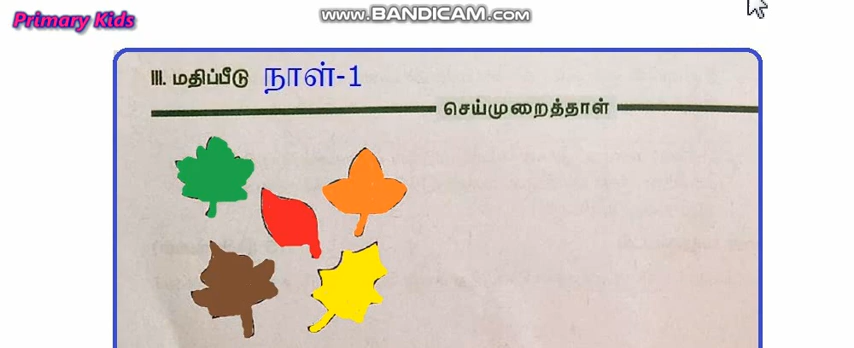 Primary Kids
www.BANDICAM.com
III. மதிப்பீடு நாள்-1
செய்முறைத்தாள்